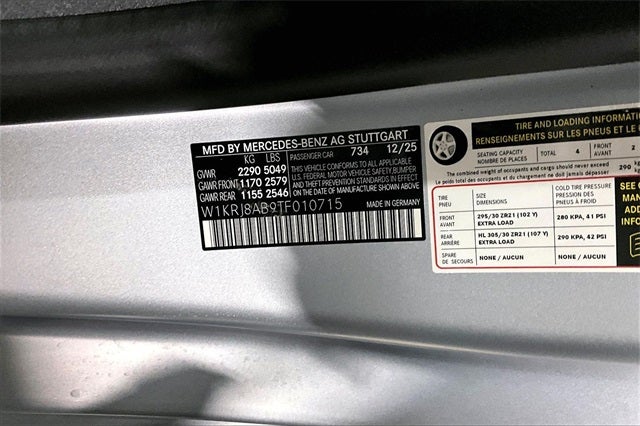 MFD BY MERCEDES-BENZ AG STUTTGART
KG LBS PASSENGER CAR 734 12/25
GVWR 2290 5049
GAWR FRONT 1170 2579
GAWR REAR 1155 2546
THIS VEHICLE CONFORMS TO ALL APPLICABLE
U.S. FEDERAL MOTOR VEHICLE SAFETY, BUMPER
AND THEFT PREVENTION STANDARDS IN EFFECT
ON THE DATE OF MANUFACTURE SHOWN ABOVE
W1KRJ8AB9TF010715 MADE IN GERMANY
TIRE AND LOADING INFORMATI
RENSEIGNEMENTS SUR LES PNEUS ET LE
SEATING CAPACITY
NOMBRE DE PLACES
TOTAL 4
FRONT
AVANT 2
The combined weight of occupants and cargo should never exceed 290
Le poids total des occupants et du chargement ne doit jamais dépasser
TIRE
PNEU
SIZE
DIMENSIONS
COLD TIRE PRESSURE
PRESSION DES
PNEUS À FROID
FRONT
AVANT
295/30 ZR21 (102 Y)
EXTRA LOAD
280 KPA, 41 PSI
REAR
ARRIÈRE
HL 305/30 ZR21 (107 Y)
EXTRA LOAD
290 KPA, 42 PSI
SPARE
DE SECOURS
NONE / AUCUN
NONE / AUCUN
SEE
MAN
ADD
INFO